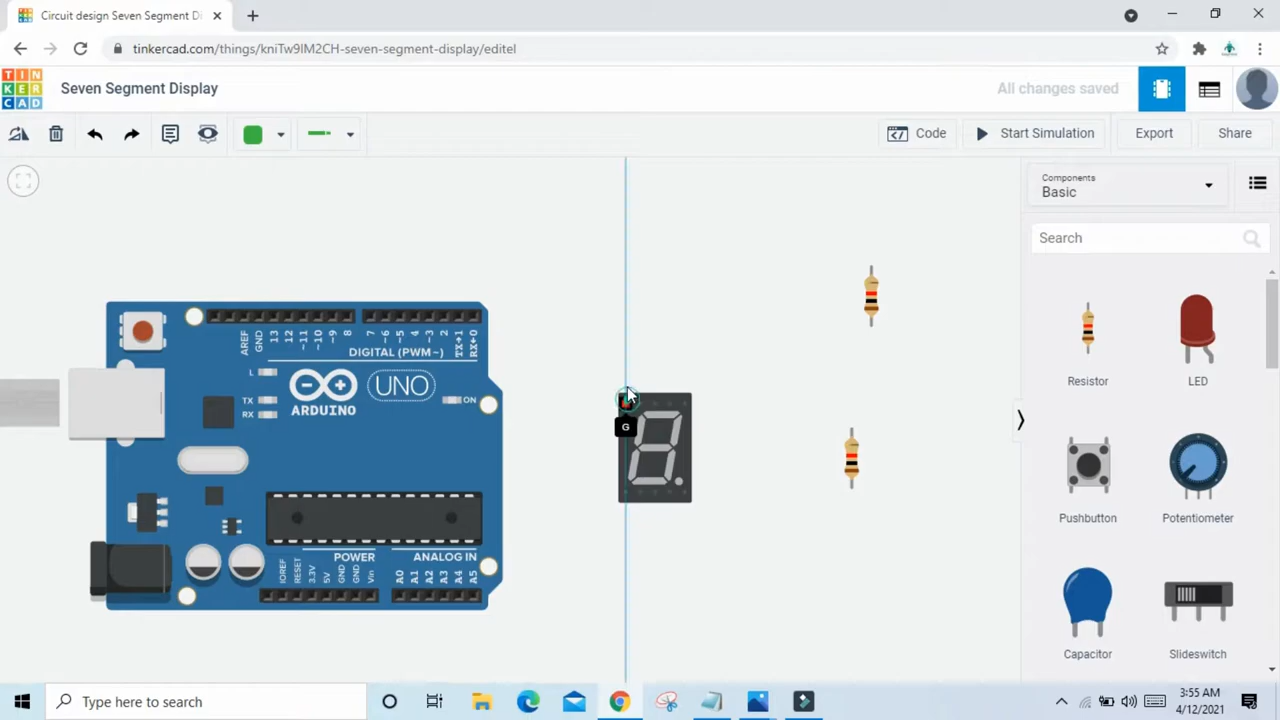 Circuit design Seven Segment Di
tinkercad.com/things/kniTw9lM2CH-seven-segment-display/editel
TIN
KER
CAD
Seven Segment Display
All changes saved
Code
Start Simulation
Export
Share
Components
Basic
Search
Resistor
LED
Pushbutton
Potentiometer
Capacitor
Slideswitch
AREF
GND
13
12
~11
~10
~9
8
7
~6
~5
4
~3
2
TX→1
RX←0
DIGITAL (PWM~)
L
TX
RX
ARDUINO
UNO
ON
G
POWER
ANALOG IN
IOREF
RESET
3.3V
5V
GND
GND
Vin
A0
A1
A2
A3
A4
A5
Type here to search
3:55 AM
4/12/2021